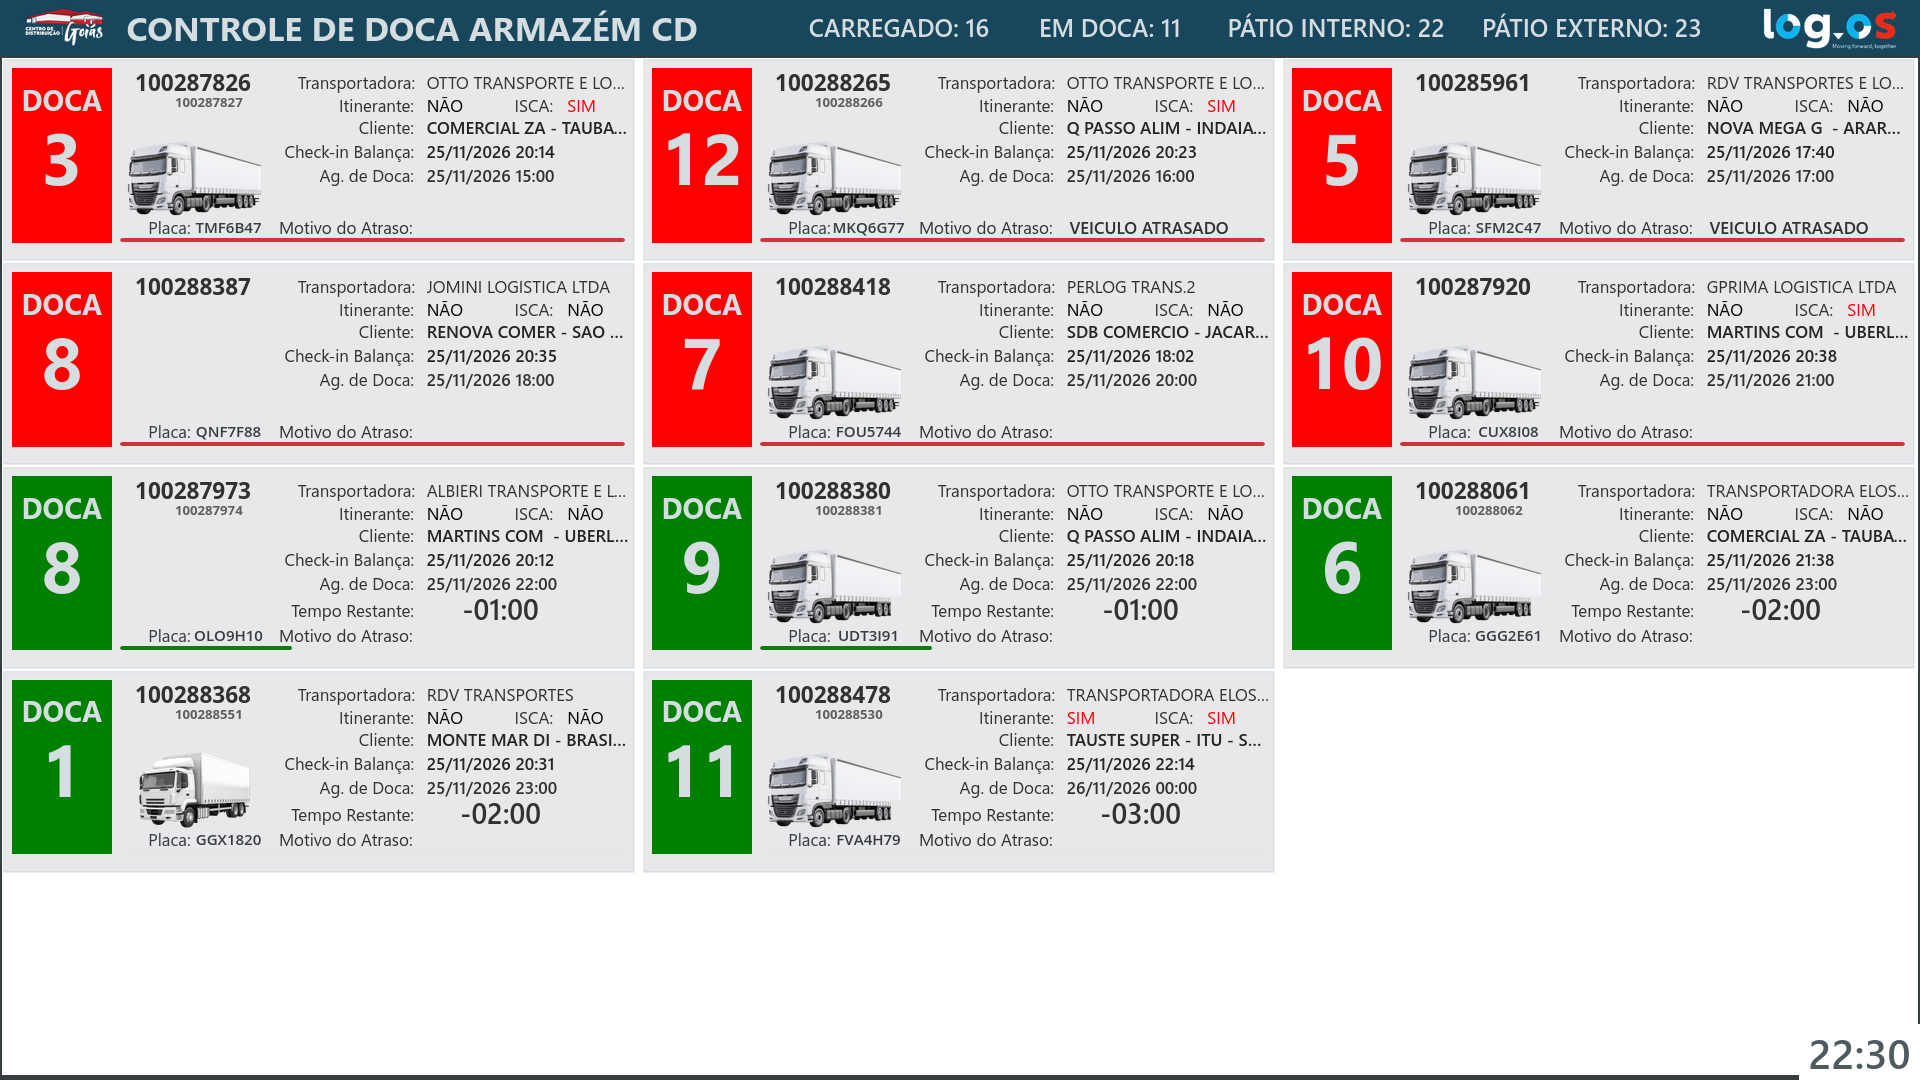 CENTRO DE DISTRIBUIÇÃO Goiás
CONTROLE DE DOCA ARMAZÉM CD
CARREGADO: 16
EM DOCA: 11
PÁTIO INTERNO: 22
PÁTIO EXTERNO: 23
log.os
Moving forward, together
DOCA
3
100287826
100287827
Transportadora: OTTO TRANSPORTE E LO...
Itinerante: NÃO ISCA: SIM
Cliente: COMERCIAL ZA - TAUBA...
Check-in Balança: 25/11/2026 20:14
Ag. de Doca: 25/11/2026 15:00
Placa: TMF6B47 Motivo do Atraso:
DOCA
12
100288265
100288266
Transportadora: OTTO TRANSPORTE E LO...
Itinerante: NÃO ISCA: SIM
Cliente: Q PASSO ALIM - INDAIA...
Check-in Balança: 25/11/2026 20:23
Ag. de Doca: 25/11/2026 16:00
Placa: MKQ6G77 Motivo do Atraso: VEICULO ATRASADO
DOCA
5
100285961
Transportadora: RDV TRANSPORTES E LO...
Itinerante: NÃO ISCA: NÃO
Cliente: NOVA MEGA G - ARAR...
Check-in Balança: 25/11/2026 17:40
Ag. de Doca: 25/11/2026 17:00
Placa: SFM2C47 Motivo do Atraso: VEICULO ATRASADO
DOCA
8
100288387
Transportadora: JOMINI LOGISTICA LTDA
Itinerante: NÃO ISCA: NÃO
Cliente: RENOVA COMER - SAO ...
Check-in Balança: 25/11/2026 20:35
Ag. de Doca: 25/11/2026 18:00
Placa: QNF7F88 Motivo do Atraso:
DOCA
7
100288418
Transportadora: PERLOG TRANS.2
Itinerante: NÃO ISCA: NÃO
Cliente: SDB COMERCIO - JACAR...
Check-in Balança: 25/11/2026 18:02
Ag. de Doca: 25/11/2026 20:00
Placa: FOU5744 Motivo do Atraso:
DOCA
10
100287920
Transportadora: GPRIMA LOGISTICA LTDA
Itinerante: NÃO ISCA: SIM
Cliente: MARTINS COM - UBERL...
Check-in Balança: 25/11/2026 20:38
Ag. de Doca: 25/11/2026 21:00
Placa: CUX8I08 Motivo do Atraso:
DOCA
8
100287973
100287974
Transportadora: ALBIERI TRANSPORTE E L...
Itinerante: NÃO ISCA: NÃO
Cliente: MARTINS COM - UBERL...
Check-in Balança: 25/11/2026 20:12
Ag. de Doca: 25/11/2026 22:00
Tempo Restante: -01:00
Placa: OLO9H10 Motivo do Atraso:
DOCA
9
100288380
100288381
Transportadora: OTTO TRANSPORTE E LO...
Itinerante: NÃO ISCA: NÃO
Cliente: Q PASSO ALIM - INDAIA...
Check-in Balança: 25/11/2026 20:18
Ag. de Doca: 25/11/2026 22:00
Tempo Restante: -01:00
Placa: UDT3I91 Motivo do Atraso:
DOCA
6
100288061
100288062
Transportadora: TRANSPORTADORA ELOS...
Itinerante: NÃO ISCA: NÃO
Cliente: COMERCIAL ZA - TAUBA...
Check-in Balança: 25/11/2026 21:38
Ag. de Doca: 25/11/2026 23:00
Tempo Restante: -02:00
Placa: GGG2E61 Motivo do Atraso:
DOCA
1
100288368
100288551
Transportadora: RDV TRANSPORTES
Itinerante: NÃO ISCA: NÃO
Cliente: MONTE MAR DI - BRASI...
Check-in Balança: 25/11/2026 20:31
Ag. de Doca: 25/11/2026 23:00
Tempo Restante: -02:00
Placa: GGX1820 Motivo do Atraso:
DOCA
11
100288478
100288530
Transportadora: TRANSPORTADORA ELOS...
Itinerante: SIM ISCA: SIM
Cliente: TAUSTE SUPER - ITU - S...
Check-in Balança: 25/11/2026 22:14
Ag. de Doca: 26/11/2026 00:00
Tempo Restante: -03:00
Placa: FVA4H79 Motivo do Atraso:
22:30